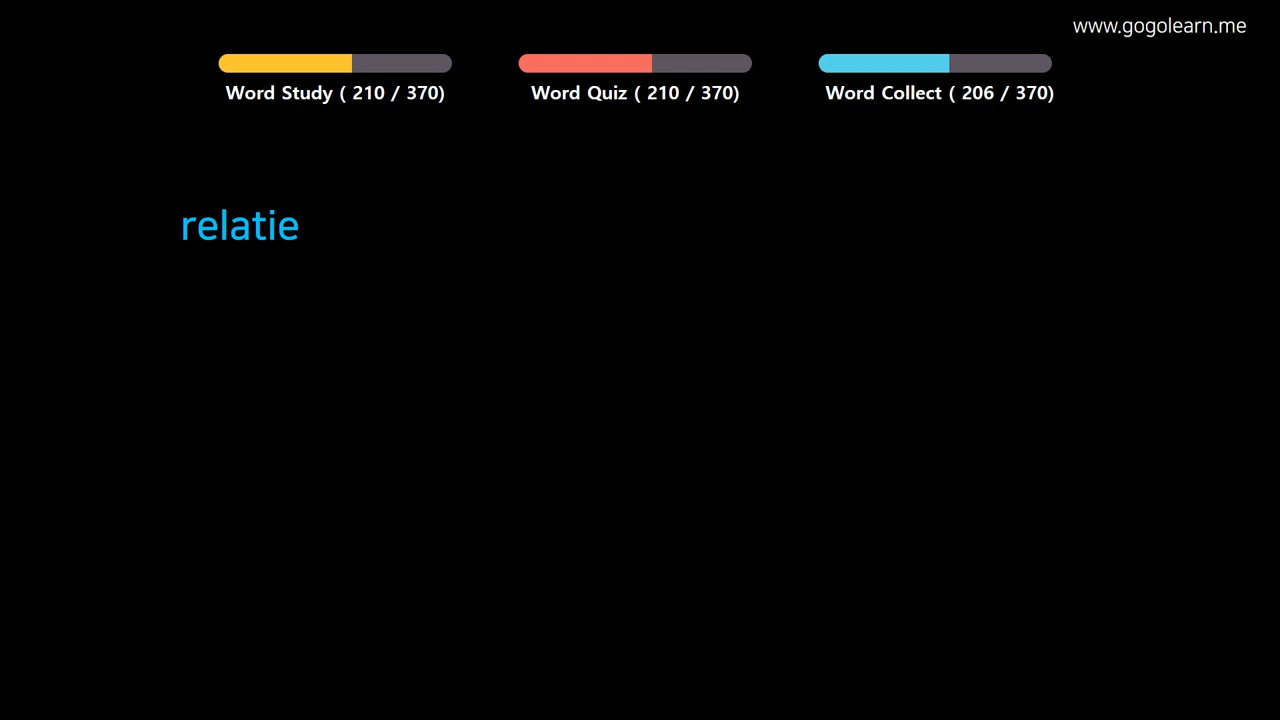 www.gogolearn.me
Word Study ( 210 / 370)
Word Quiz ( 210 / 370)
Word Collect ( 206 / 370)
relatie